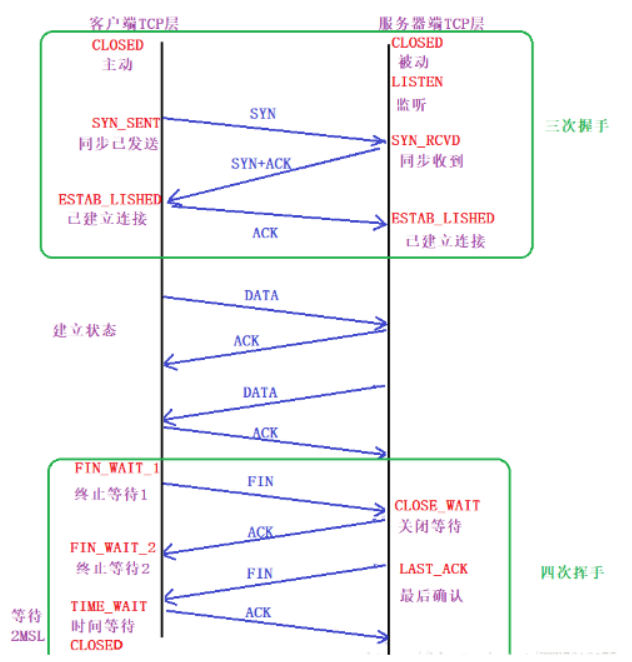 客户端TCP层
服务器端TCP层
CLOSED
主动
CLOSED
被动
LISTEN
监听
三次握手
SYN
SYN_SENT
同步已发送
SYN_RCVD
同步收到
SYN+ACK
ESTAB_LISHED
已建立连接
ACK
ESTAB_LISHED
已建立连接
DATA
建立状态
ACK
DATA
ACK
FIN_WAIT_1
终止等待1
FIN
CLOSE_WAIT
关闭等待
ACK
FIN_WAIT_2
终止等待2
FIN
LAST_ACK
最后确认
四次挥手
等待
2MSL
TIME_WAIT
时间等待
CLOSED
ACK